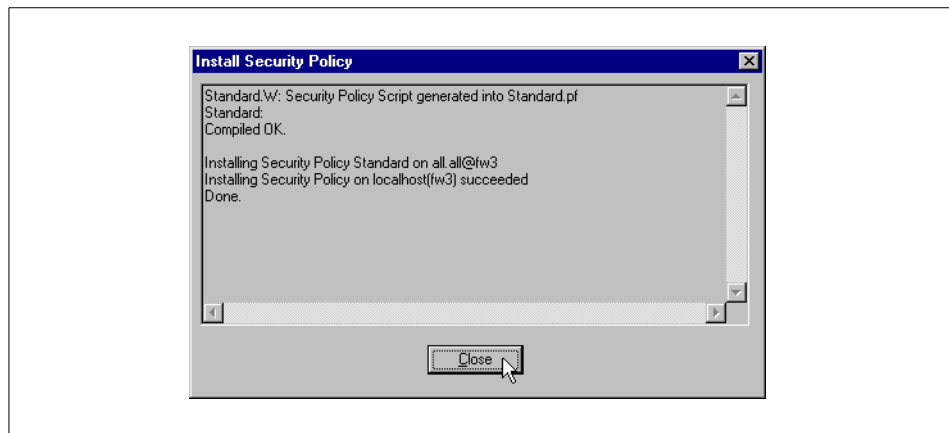 Install Security Policy
Standard.W: Security Policy Script generated into Standard.pf
Standard:
Compiled OK.
Installing Security Policy Standard on all.all@fw3
Installing Security Policy on localhost(fw3) succeeded
Done.
Close